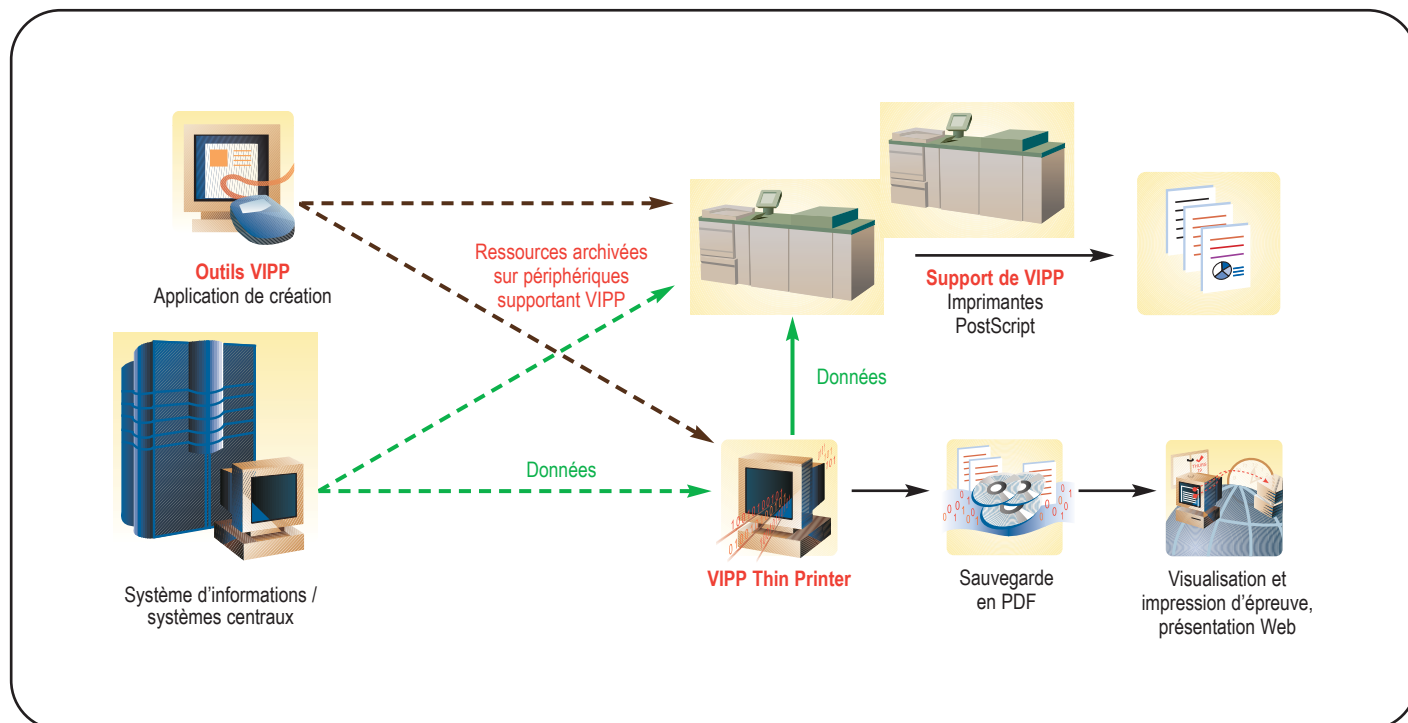 Outils VIPP
Application de création
Ressources archivées
sur périphériques
supportant VIPP
Support de VIPP
Imprimantes
PostScript
Données
Données
Système d’informations /
systèmes centraux
VIPP Thin Printer
Sauvegarde
en PDF
Visualisation et
impression d’épreuve,
présentation Web